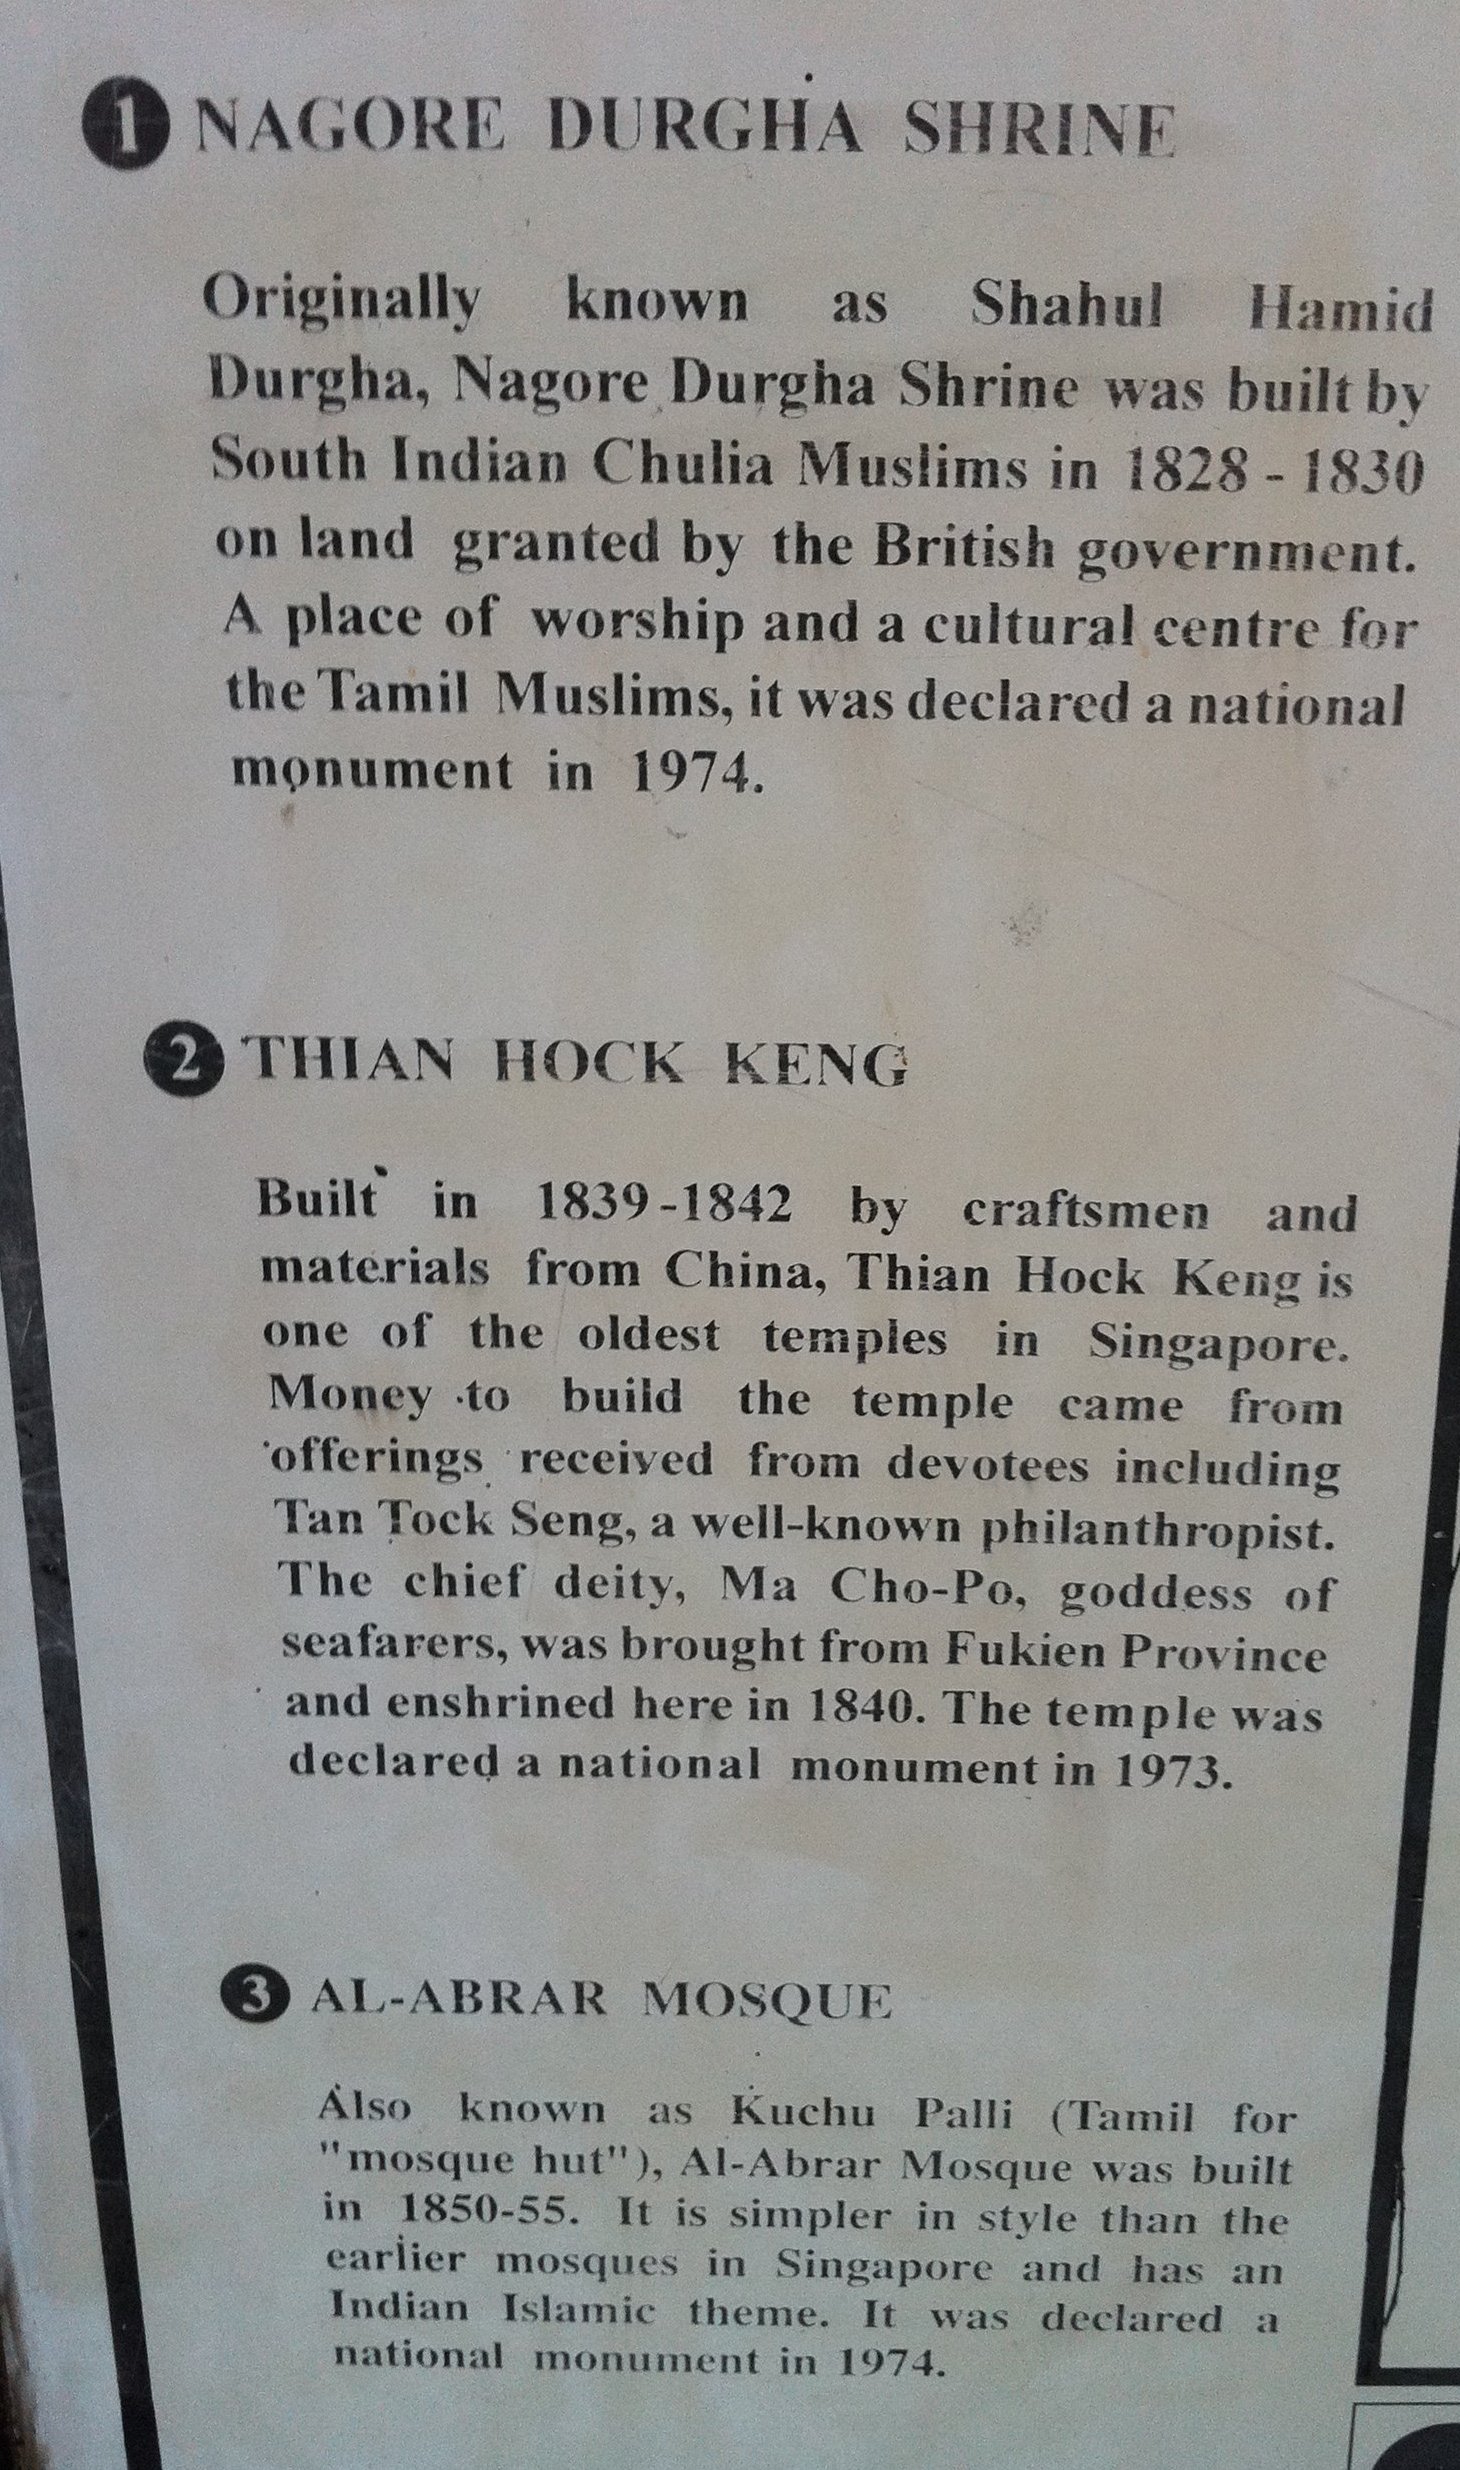 1 NAGORE DURGHA SHRINE
Originally known as Shahul Hamid
Durgha, Nagore Durgha Shrine was built by
South Indian Chulia Muslims in 1828 - 1830
on land granted by the British government.
A place of worship and a cultural centre for
the Tamil Muslims, it was declared a national
monument in 1974.
2 THIAN HOCK KENG
Built in 1839-1842 by craftsmen and
materials from China, Thian Hock Keng is
one of the oldest temples in Singapore.
Money to build the temple came from
offerings received from devotees including
Tan Tock Seng, a well-known philanthropist.
The chief deity, Ma Cho-Po, goddess of
seafarers, was brought from Fukien Province
and enshrined here in 1840. The temple was
declared a national monument in 1973.
3 AL-ABRAR MOSQUE
Also known as Kuchu Palli (Tamil for
"mosque hut"), Al-Abrar Mosque was built
in 1850-55. It is simpler in style than the
earlier mosques in Singapore and has an
Indian Islamic theme. It was declared a
national monument in 1974.